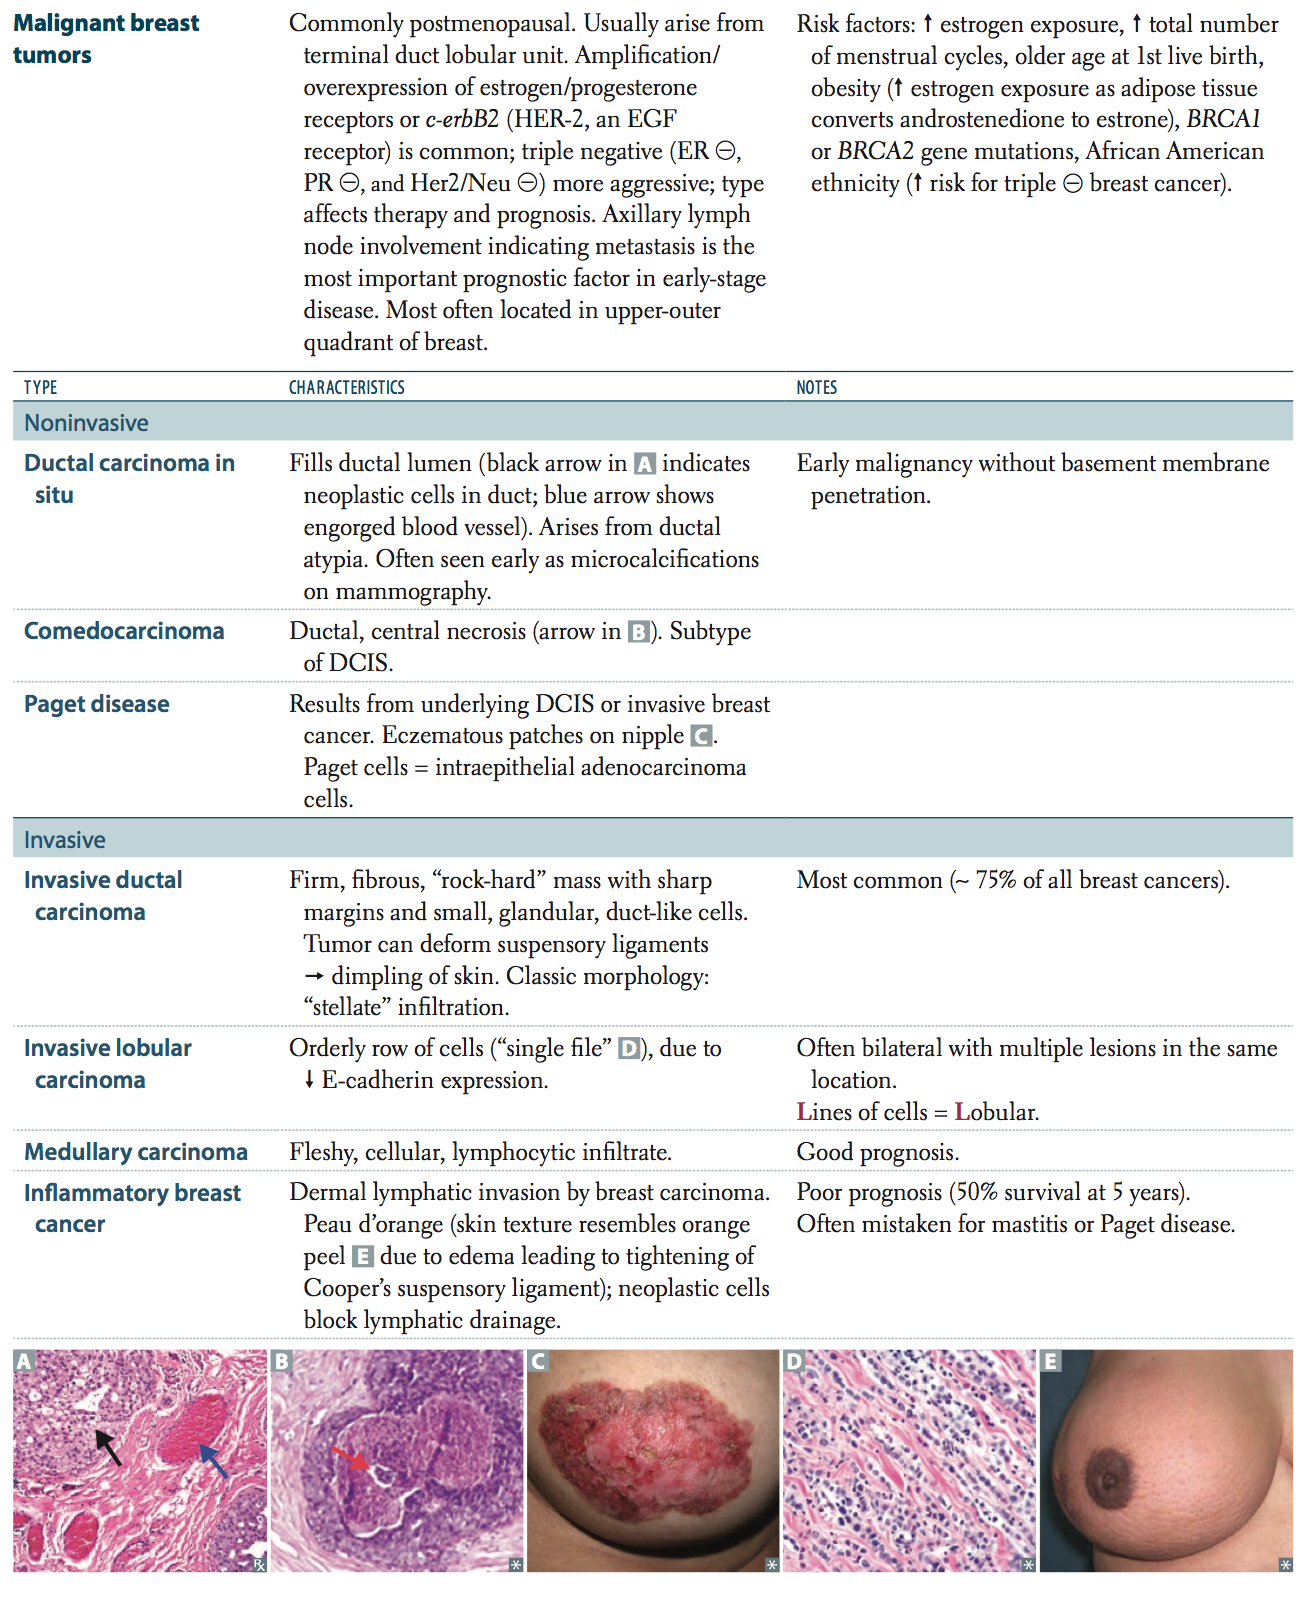 Malignant breast
tumors
Commonly postmenopausal. Usually arise from
terminal duct lobular unit. Amplification/
overexpression of estrogen/progesterone
receptors or c-erbB2 (HER-2, an EGF
receptor) is common; triple negative (ER ⊖,
PR ⊖, and Her2/Neu ⊖) more aggressive; type
affects therapy and prognosis. Axillary lymph
node involvement indicating metastasis is the
most important prognostic factor in early-stage
disease. Most often located in upper-outer
quadrant of breast.
Risk factors: ↑ estrogen exposure, ↑ total number
of menstrual cycles, older age at 1st live birth,
obesity (↑ estrogen exposure as adipose tissue
converts androstenedione to estrone), BRCA1
or BRCA2 gene mutations, African American
ethnicity (↑ risk for triple ⊖ breast cancer).
TYPE
CHARACTERISTICS
NOTES
Noninvasive
Ductal carcinoma in
situ
Fills ductal lumen (black arrow in A indicates
neoplastic cells in duct; blue arrow shows
engorged blood vessel). Arises from ductal
atypia. Often seen early as microcalcifications
on mammography.
Early malignancy without basement membrane
penetration.
Comedocarcinoma
Ductal, central necrosis (arrow in B). Subtype
of DCIS.
Paget disease
Results from underlying DCIS or invasive breast
cancer. Eczematous patches on nipple C.
Paget cells = intraepithelial adenocarcinoma
cells.
Invasive
Invasive ductal
carcinoma
Firm, fibrous, “rock-hard” mass with sharp
margins and small, glandular, duct-like cells.
Tumor can deform suspensory ligaments
→ dimpling of skin. Classic morphology:
“stellate” infiltration.
Most common (~ 75% of all breast cancers).
Invasive lobular
carcinoma
Orderly row of cells (“single file” D), due to
↓ E-cadherin expression.
Often bilateral with multiple lesions in the same
location.
Lines of cells = Lobular.
Medullary carcinoma
Fleshy, cellular, lymphocytic infiltrate.
Good prognosis.
Inflammatory breast
cancer
Dermal lymphatic invasion by breast carcinoma.
Peau d’orange (skin texture resembles orange
peel E due to edema leading to tightening of
Cooper’s suspensory ligament); neoplastic cells
block lymphatic drainage.
Poor prognosis (50% survival at 5 years).
Often mistaken for mastitis or Paget disease.
A
B
C
D
E
℞
*
*
*
*